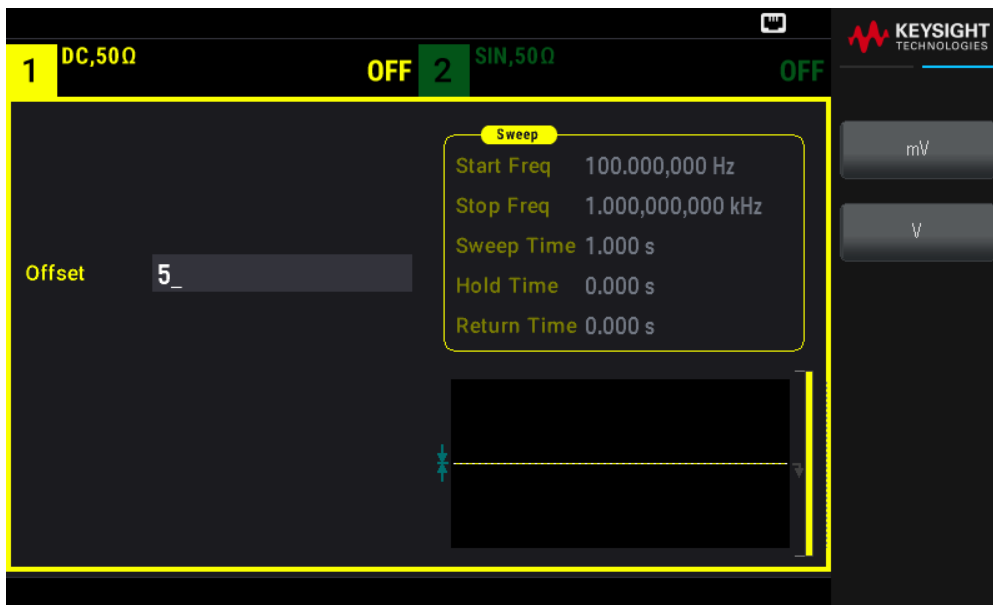 KEYSIGHT
TECHNOLOGIES
1 DC,50Ω OFF 2 SIN,50Ω OFF
Sweep
Start Freq 100.000,000 Hz
Stop Freq 1.000,000,000 kHz
Sweep Time 1.000 s
Hold Time 0.000 s
Return Time 0.000 s
Offset 5_
mV
V